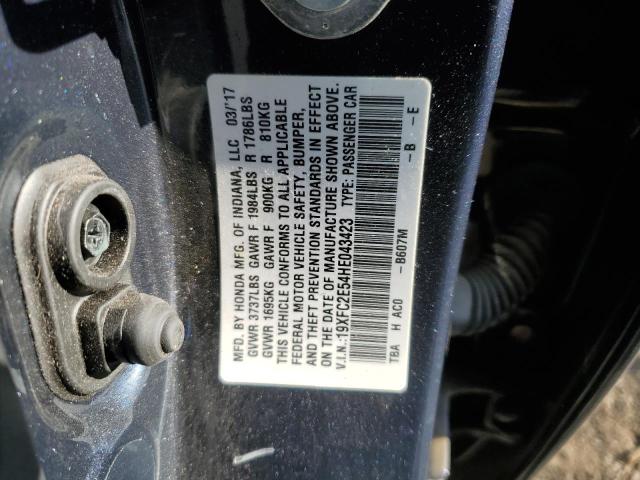 MFD. BY HONDA MFG. OF INDIANA, LLC 03/17
GVWR 3737LBS GAWR F 1984LBS R 1786LBS
GVWR 1695KG GAWR F 900KG R 810KG
THIS VEHICLE CONFORMS TO ALL APPLICABLE
FEDERAL MOTOR VEHICLE SAFETY, BUMPER,
AND THEFT PREVENTION STANDARDS IN EFFECT
ON THE DATE OF MANUFACTURE SHOWN ABOVE.
V.I.N.:19XFC2E54HE043423 TYPE: PASSENGER CAR
TBA H AC0 -B607M -B -E